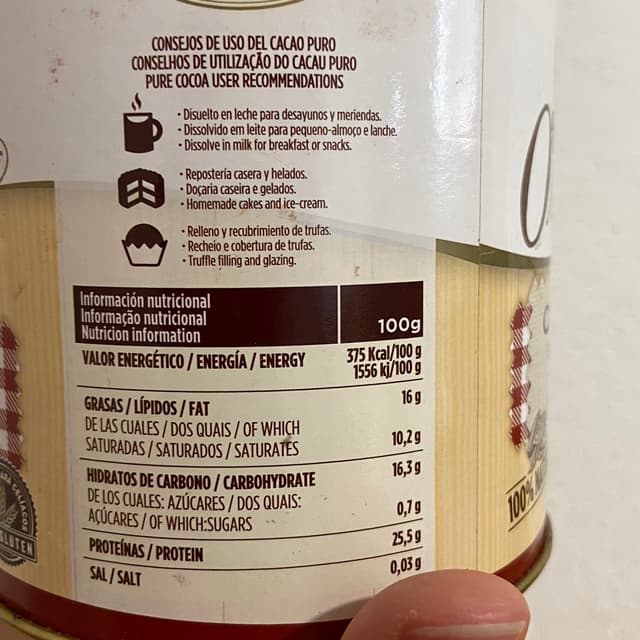 CONSEJOS DE USO DEL CACAO PURO
CONSELHOS DE UTILIZAÇÃO DO CACAU PURO
PURE COCOA USER RECOMMENDATIONS
• Disuelto en leche para desayunos y meriendas.
• Dissolvido em leite para pequeno-almoço e lanche.
• Dissolve in milk for breakfast or snacks.
• Repostería casera y helados.
• Doçaria caseira e gelados.
• Homemade cakes and ice-cream.
• Relleno y recubrimiento de trufas.
• Recheio e cobertura de trufas.
• Truffle filling and glazing.
Información nutricional
Informação nutricional
Nutricion information 100g
VALOR ENERGÉTICO / ENERGÍA / ENERGY 375 Kcal/100 g
1556 kj/100 g
GRASAS / LÍPIDOS / FAT 16 g
DE LAS CUALES / DOS QUAIS / OF WHICH
SATURADAS / SATURADOS / SATURATES 10,2 g
HIDRATOS DE CARBONO / CARBOHYDRATE 16,3 g
DE LOS CUALES: AZÚCARES / DOS QUAIS:
AÇÚCARES / OF WHICH:SUGARS 0,7 g
PROTEÍNAS / PROTEIN 25,5 g
SAL / SALT 0,03 g
100%